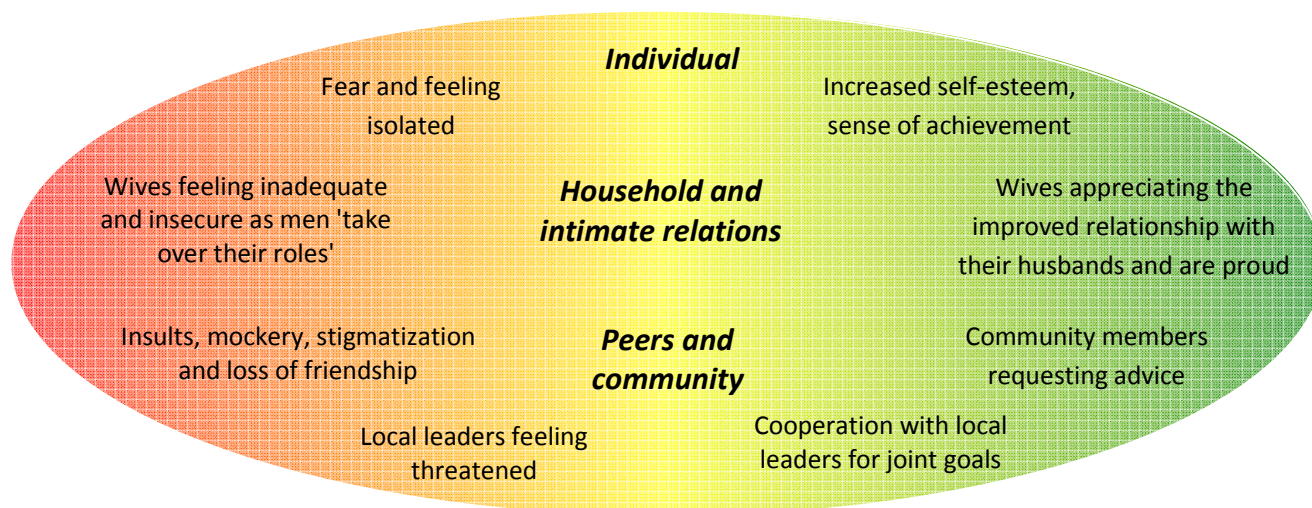 Individual
Fear and feeling
isolated
Increased self-esteem,
sense of achievement
Wives feeling inadequate
and insecure as men 'take
over their roles'
Household and
intimate relations
Wives appreciating the
improved relationship with
their husbands and are proud
Insults, mockery, stigmatization
and loss of friendship
Peers and
community
Community members
requesting advice
Local leaders feeling
threatened
Cooperation with local
leaders for joint goals